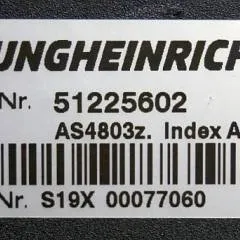 UNGHEINRICH
Nr. 51225602
AS4803z. Index A
Nr. S19X 00077060